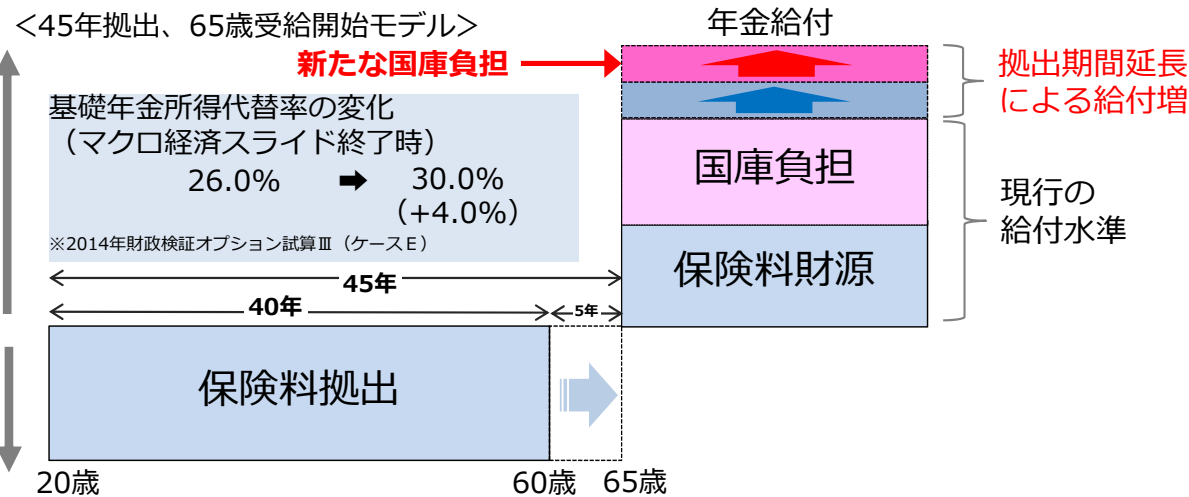 <45年拠出、65歳受給開始モデル>
年金給付
新たな国庫負担
拠出期間延長
による給付増
基礎年金所得代替率の変化
（マクロ経済スライド終了時）
26.0% ➡ 30.0%
（+4.0%）
※2014年財政検証オプション試算Ⅲ（ケースE）
国庫負担
現行の
給付水準
保険料財源
45年
40年
5年
保険料拠出
20歳
60歳
65歳